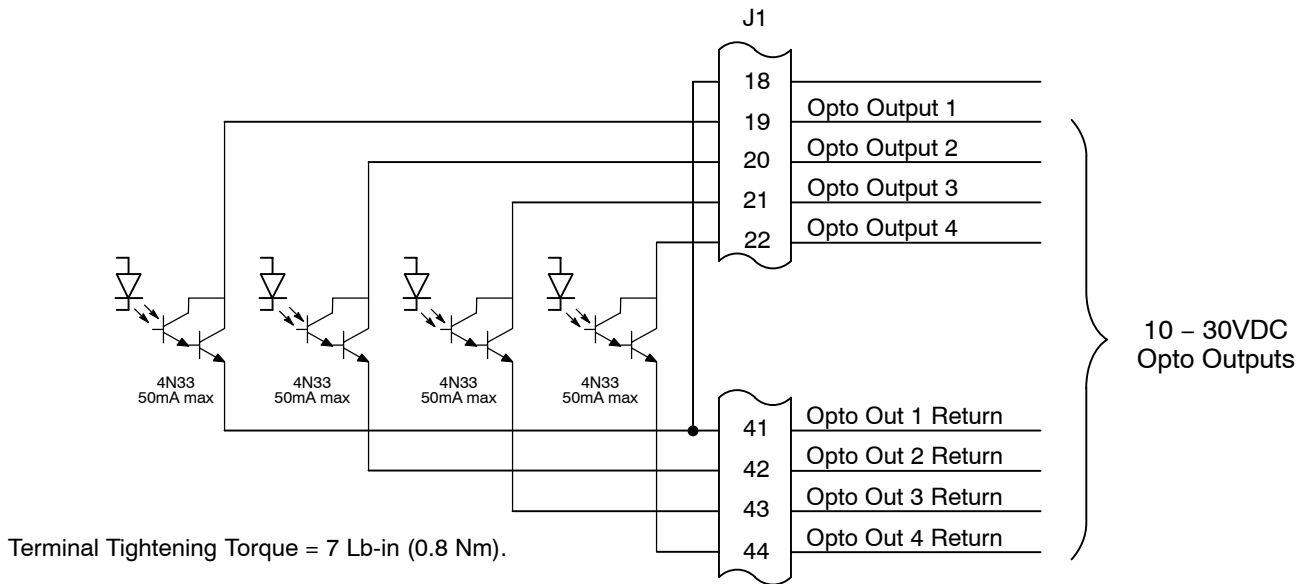 J1
18
Opto Output 1
19
Opto Output 2
20
Opto Output 3
21
Opto Output 4
22
10 – 30VDC
Opto Outputs
4N33
50mA max
4N33
50mA max
4N33
50mA max
4N33
50mA max
Opto Out 1 Return
41
Opto Out 2 Return
42
Opto Out 3 Return
43
Opto Out 4 Return
44
Terminal Tightening Torque = 7 Lb-in (0.8 Nm).